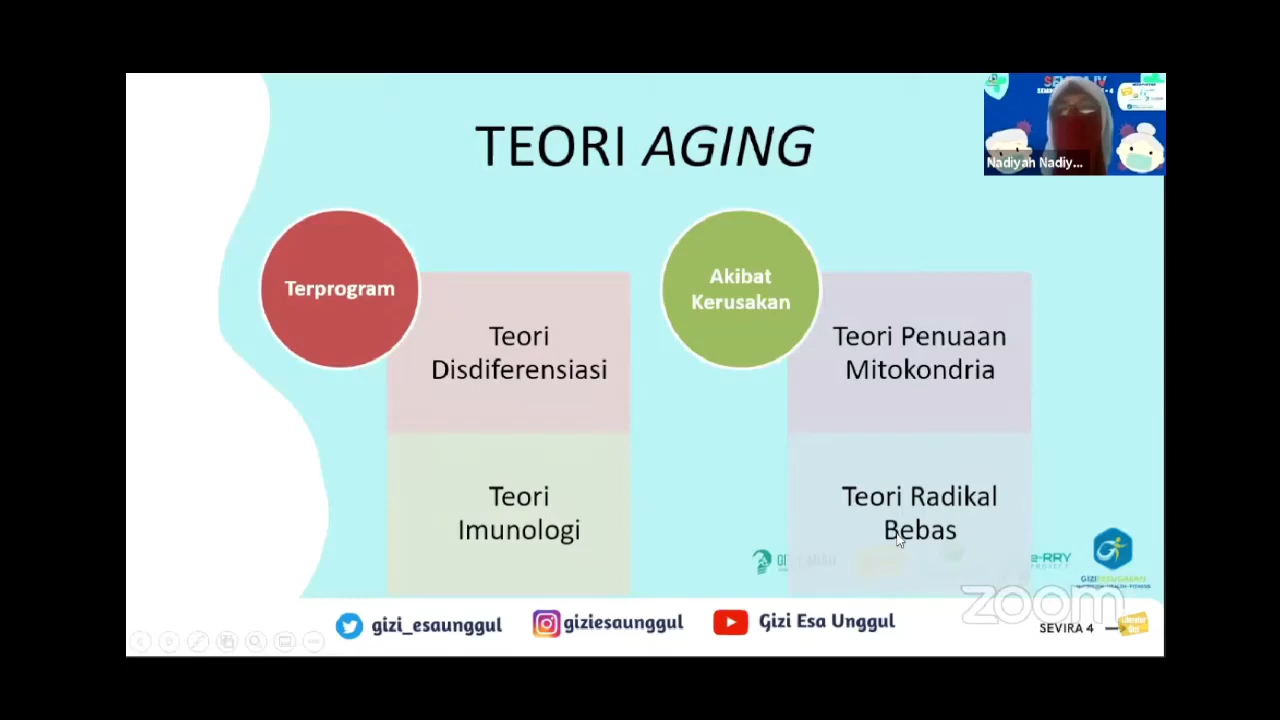 TEORI AGING
Nadiyah Nadiy...
Terprogram
Teori
Disdiferensiasi
Teori
Imunologi
Akibat
Kerusakan
Teori Penuaan
Mitokondria
Teori Radikal
Bebas
zoom
gizi_esaunggul
giziesaunggul
Gizi Esa Unggul
SEVIRA 4